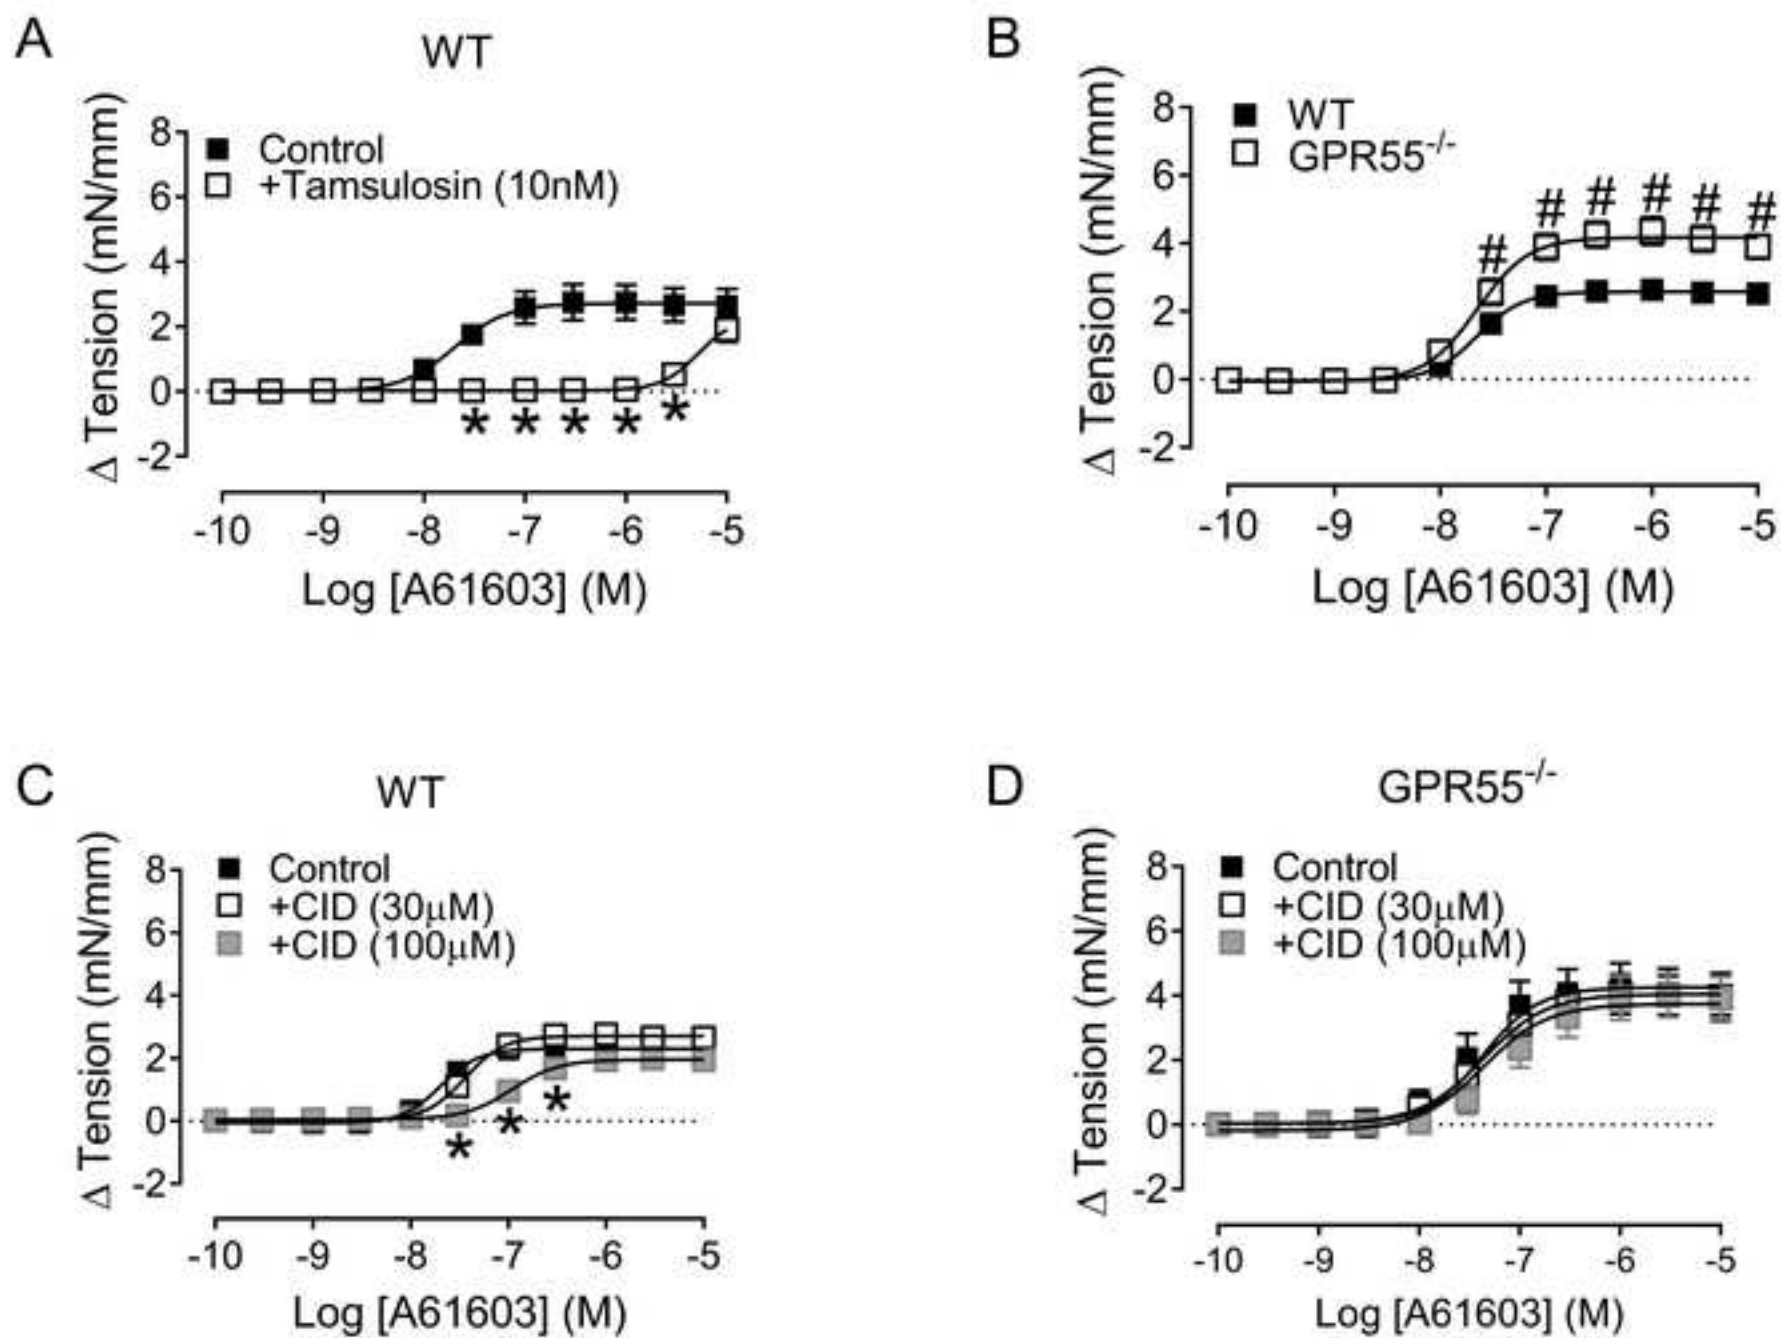 A
WT
Δ Tension (mN/mm)
8
6
4
2
0
-2
Control
+Tamsulosin (10nM)
* * * * *
-10 -9 -8 -7 -6 -5
Log [A61603] (M)
B
Δ Tension (mN/mm)
8
6
4
2
0
-2
WT
GPR55-/-
# # # # # #
-10 -9 -8 -7 -6 -5
Log [A61603] (M)
C
WT
Δ Tension (mN/mm)
8
6
4
2
0
-2
Control
+CID (30μM)
+CID (100μM)
* * *
-10 -9 -8 -7 -6 -5
Log [A61603] (M)
D
GPR55-/-
Δ Tension (mN/mm)
8
6
4
2
0
-2
Control
+CID (30μM)
+CID (100μM)
-10 -9 -8 -7 -6 -5
Log [A61603] (M)